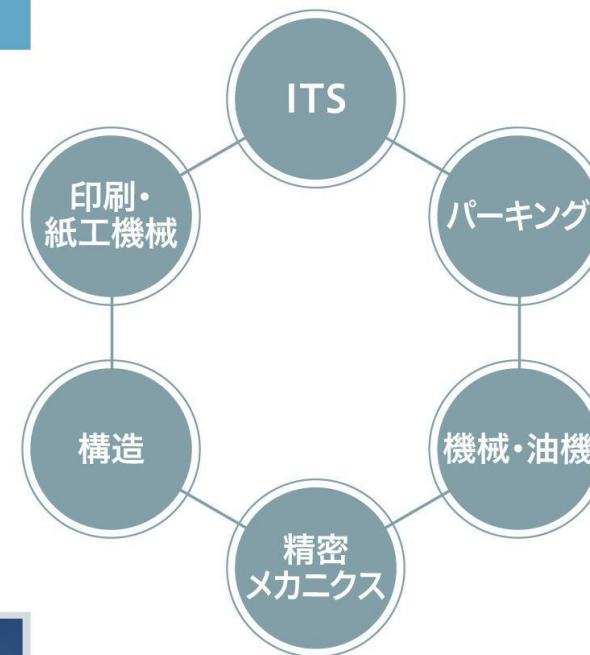 ITS
印刷・
紙工機械
パーキング
構造
機械・油機
精密
メカニクス